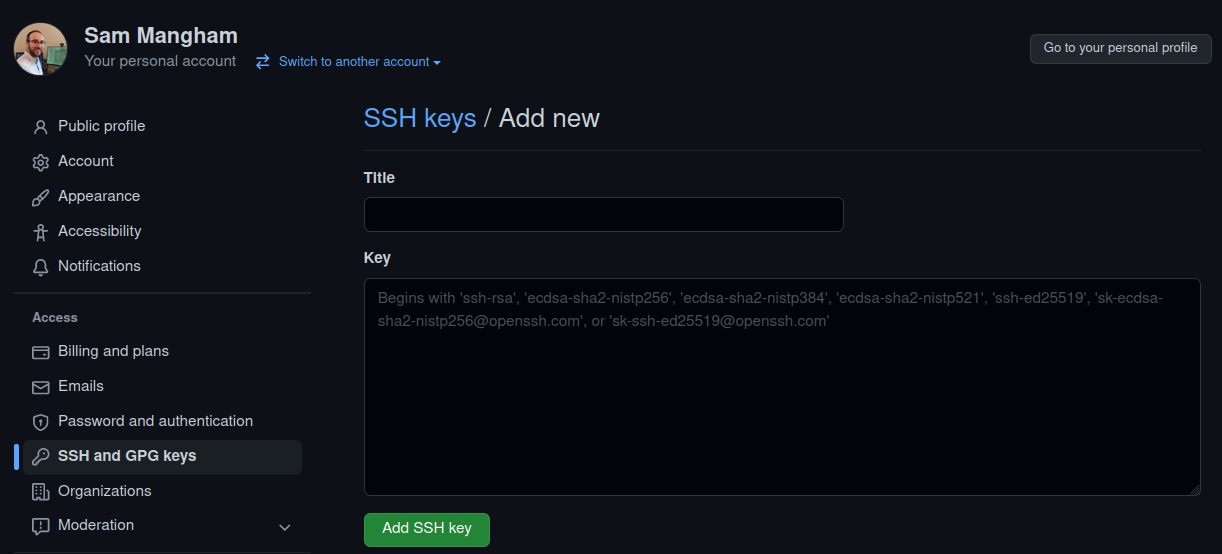 Sam Mangham
Your personal account
Switch to another account
Go to your personal profile
Public profile
Account
Appearance
Accessibility
Notifications
Access
Billing and plans
Emails
Password and authentication
SSH and GPG keys
Organizations
Moderation
SSH keys / Add new
Title
Key
Begins with 'ssh-rsa', 'ecdsa-sha2-nistp256', 'ecdsa-sha2-nistp384', 'ecdsa-sha2-nistp521', 'ssh-ed25519', 'sk-ecdsa-
sha2-nistp256@openssh.com', or 'sk-ssh-ed25519@openssh.com'
Add SSH key